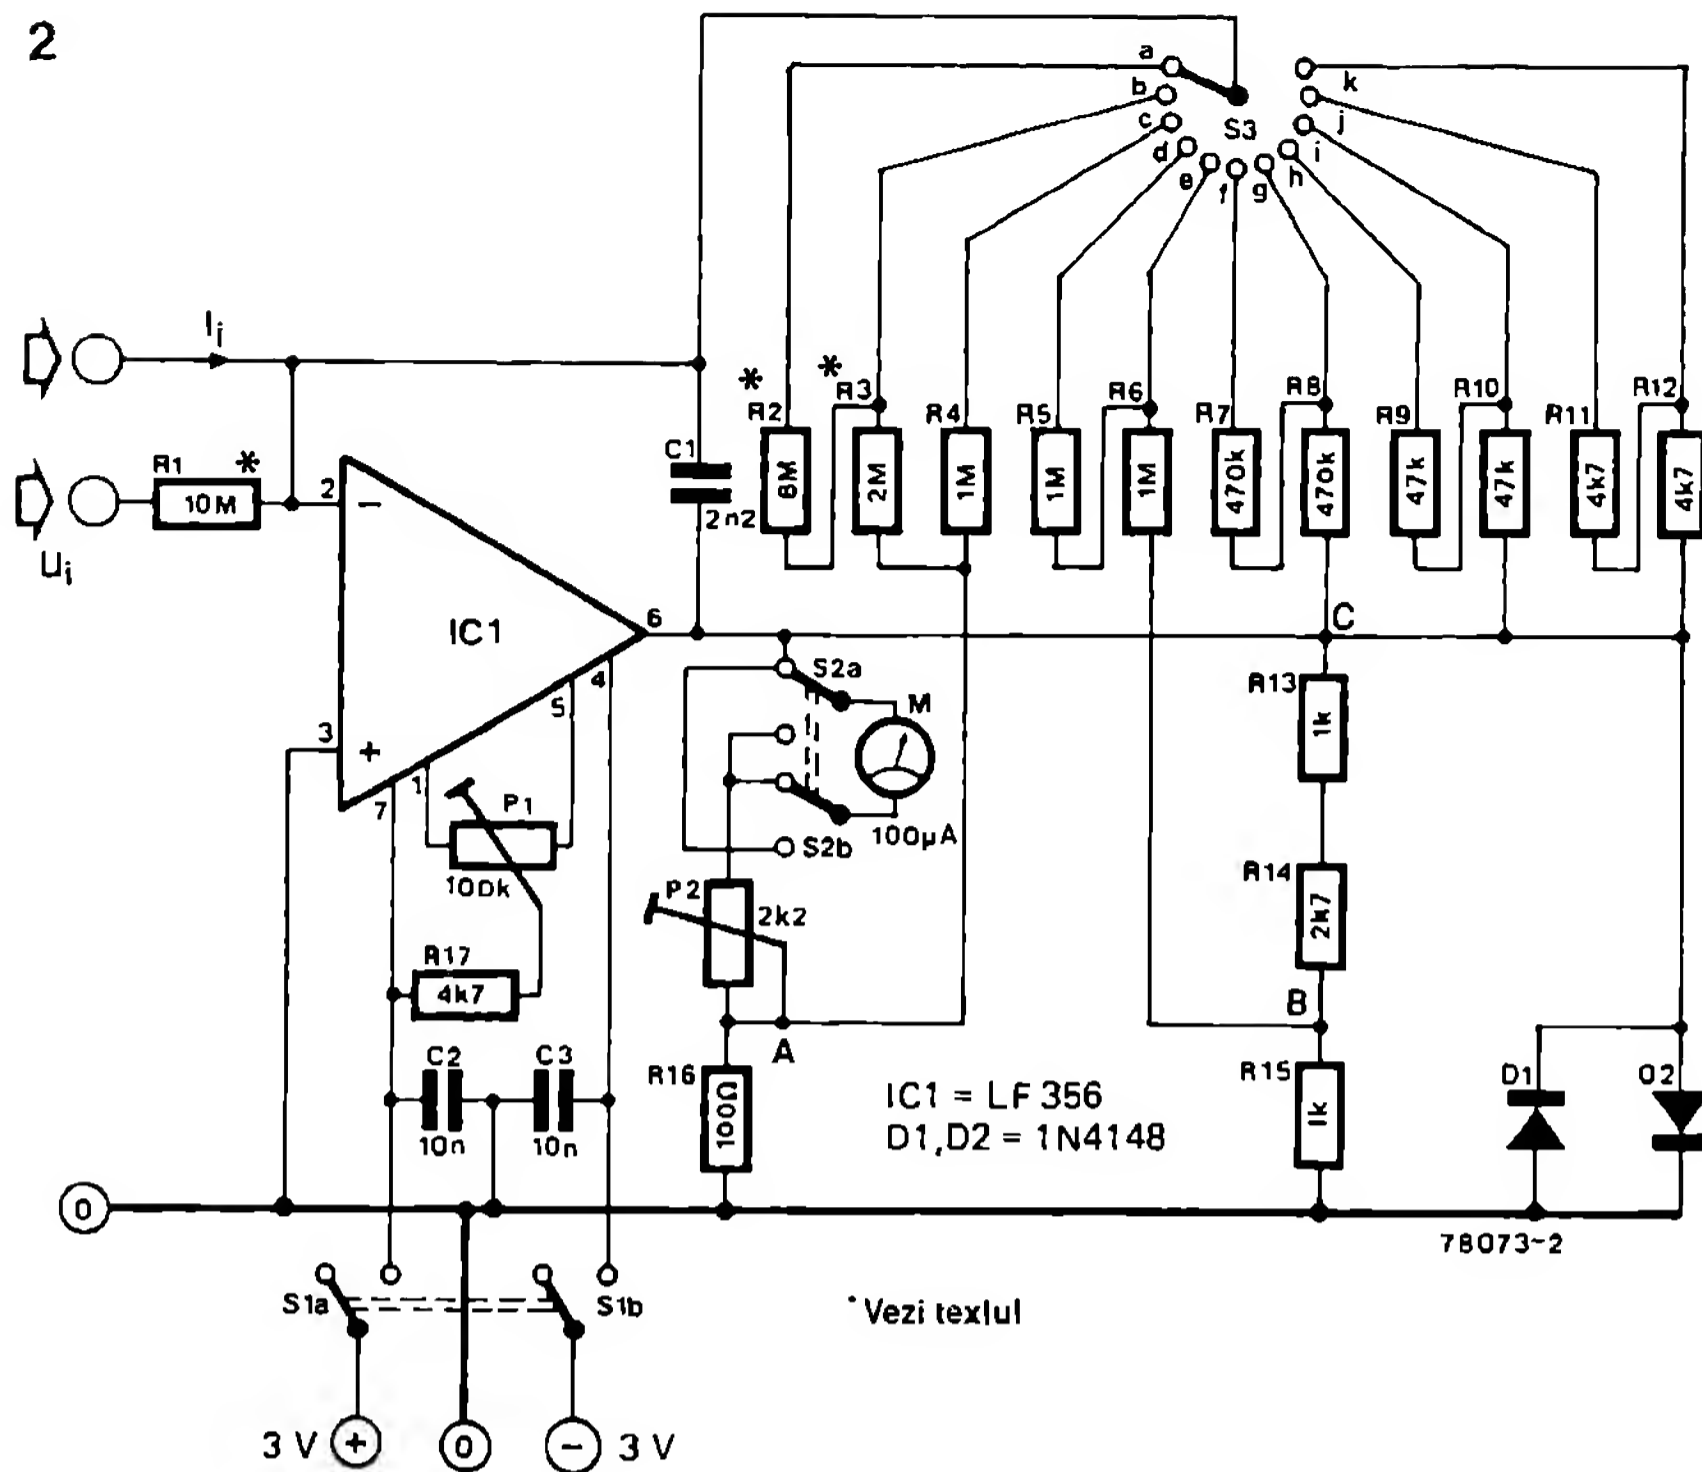 2
a
b
c
d
e
f
g
h
i
j
k
S3
Ii
R1 *
10M
Ui
2
−
3
+
IC1
6
4
5
1
7
P1
100k
R17
4k7
C1
2n2
* R2
8M
* R3
2M
R4
1M
R5
1M
R6
1M
R7
470k
R8
470k
R9
47k
R10
47k
R11
4k7
R12
4k7
C
S2a
M
100µA
S2b
P2
2k2
A
R13
1k
R14
2k7
B
R15
1k
R16
100Ω
C2
10n
C3
10n
IC1 = LF 356
D1,D2 = 1N4148
D1
D2
0
78073-2
S1a
S1b
* Vezi textul
3 V +
0
− 3 V